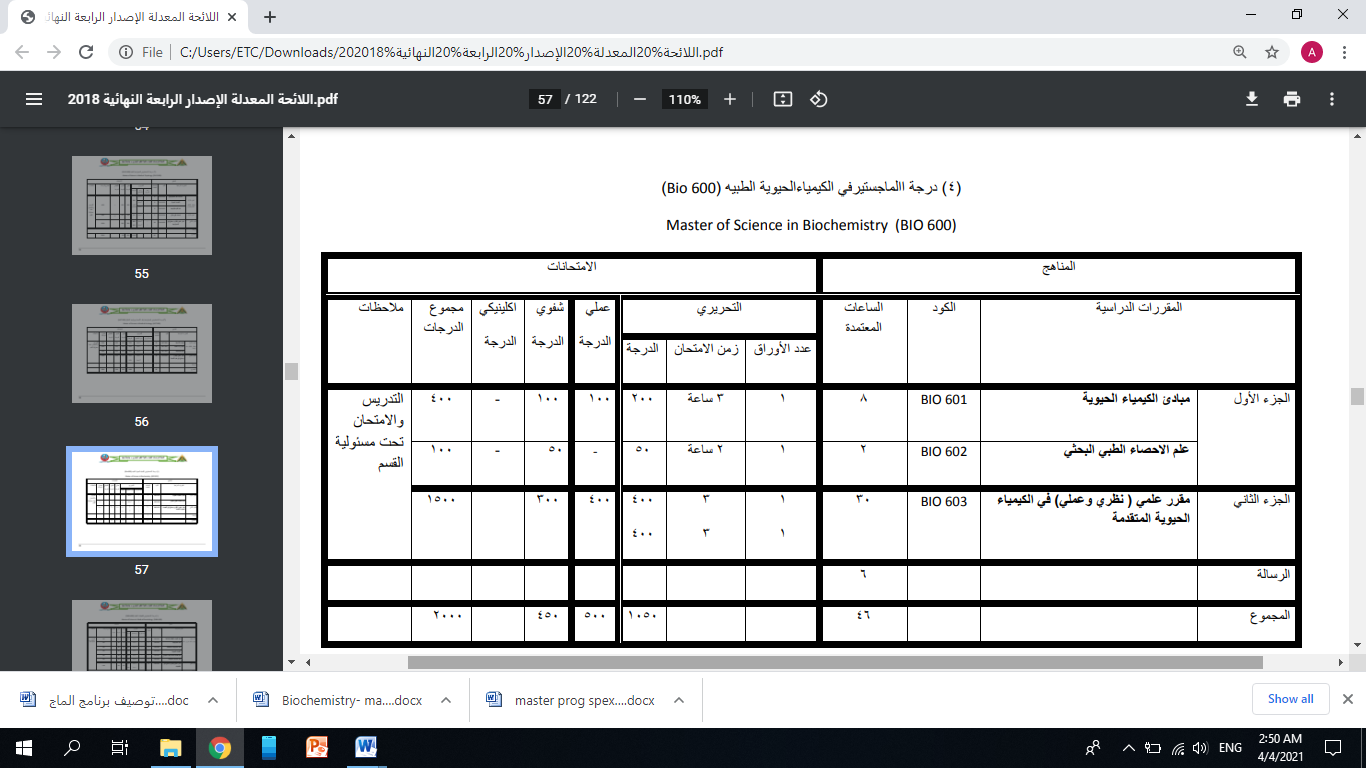 اللائحة المعدلة الإصدار الرابعة النهائي
File
C:/Users/ETC/Downloads/202018%اللائحة%20المعدلة%20الإصدار%20الرابعة%20النهائية.pdf
A
اللائحة المعدلة الإصدار الرابعة النهائية 2018.pdf
57 / 122
110%
54
55
56
57
(٤) درجة االماجستيرفي الكيمياءالحيوية الطبيه (Bio 600)
Master of Science in Biochemistry (BIO 600)
المناهج الامتحانات
المقررات الدراسية الكود الساعات المعتمدة التحريري عملي الدرجة شفوي الدرجة اكلينيكي الدرجة مجموع الدرجات ملاحظات
عدد الأوراق زمن الامتحان الدرجة
الجزء الأول مبادئ الكيمياء الحيوية BIO 601 ٨ ١ ٣ ساعة ٢٠٠ ١٠٠ ١٠٠ - ٤٠٠ التدريس والامتحان تحت مسئولية القسم
علم الاحصاء الطبي البحثي BIO 602 ٢ ١ ٢ ساعة ٥٠ - ٥٠ - ١٠٠
الجزء الثاني مقرر علمي ( نظري وعملي) في الكيمياء الحيوية المتقدمة BIO 603 ٣٠ ١ ٣ ٤٠٠ ٤٠٠ ٣٠٠ ١٥٠٠
١ ٣ ٤٠٠
الرسالة ٦
المجموع ٤٦ ١٠٥٠ ٥٠٠ ٤٥٠ ٢٠٠٠
توصيف برنامج الماج....doc
Biochemistry- ma....docx
master prog spex....docx
Show all
ENG
2:50 AM
4/4/2021